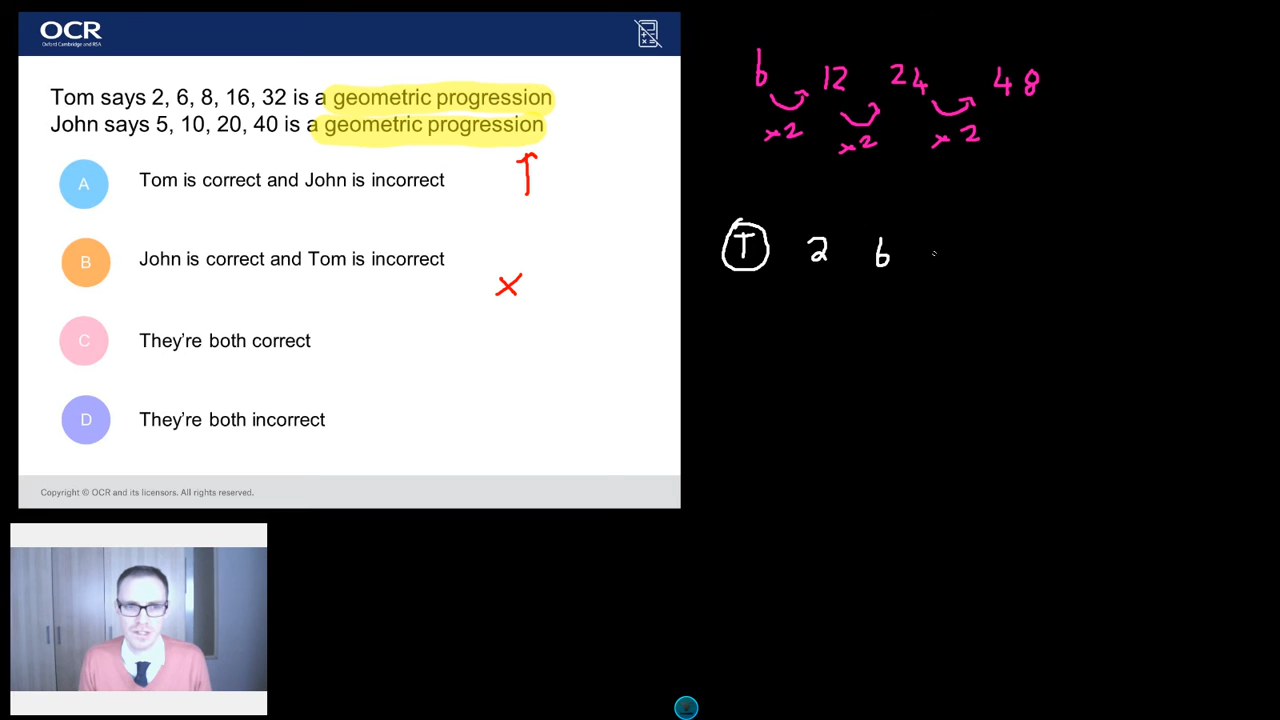 OCR
Oxford Cambridge and RSA
Tom says 2, 6, 8, 16, 32 is a geometric progression
John says 5, 10, 20, 40 is a geometric progression
A Tom is correct and John is incorrect
B John is correct and Tom is incorrect
C They're both correct
D They're both incorrect
Copyright © OCR and its licensors. All rights reserved.
6 12 24 48
×2 ×2 ×2
T 2 6
×